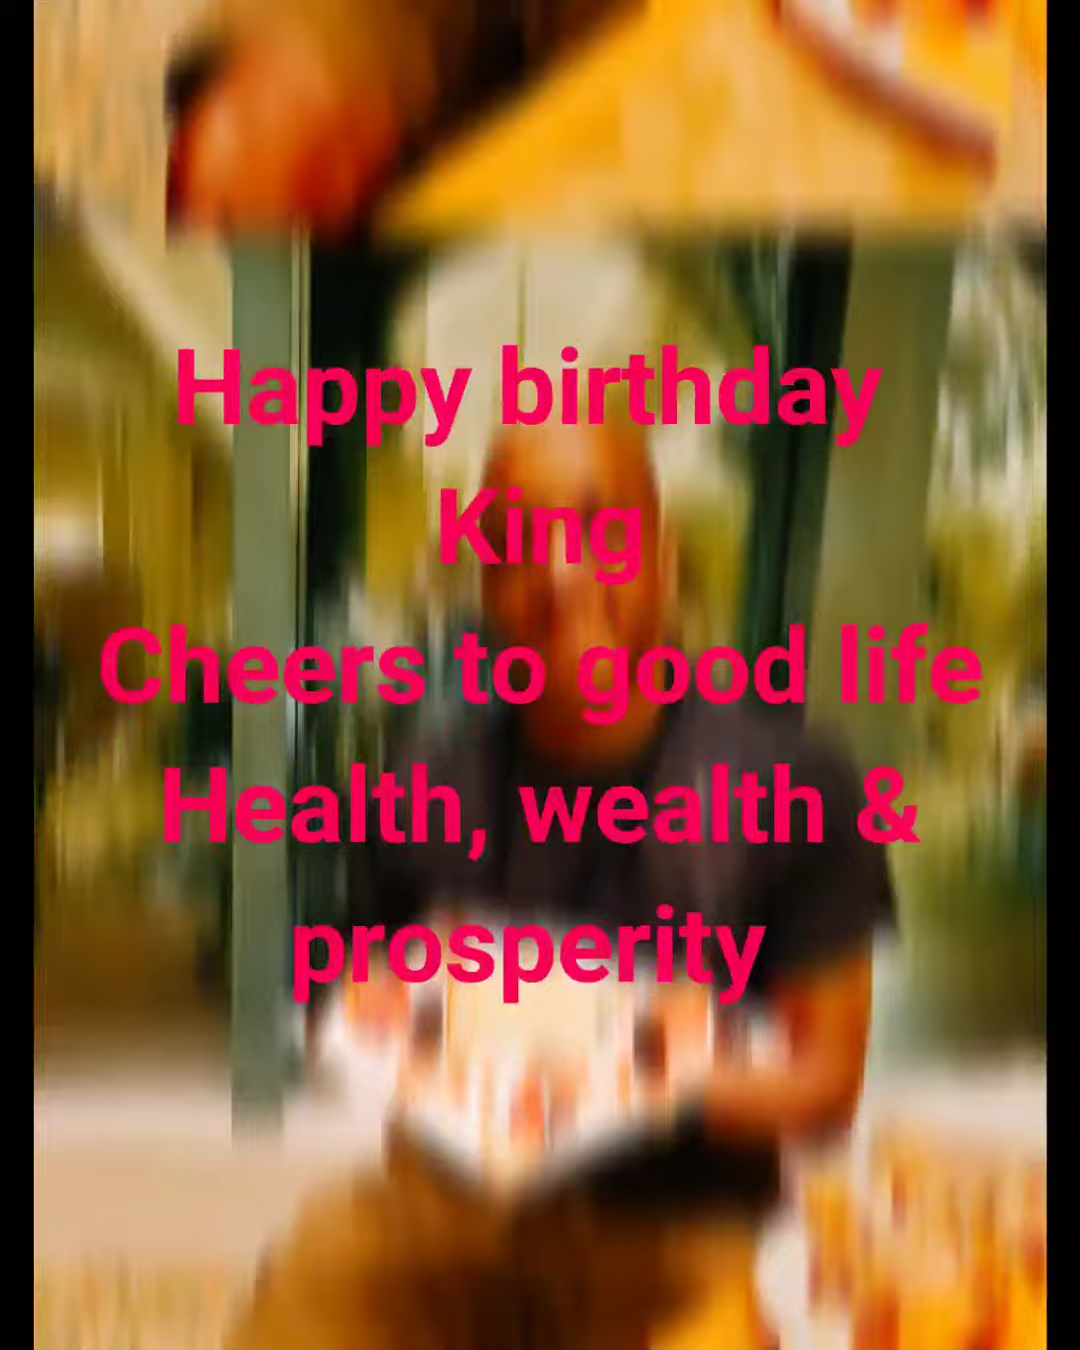 Happy birthday
King
Cheers to good life
Health, wealth &
prosperity